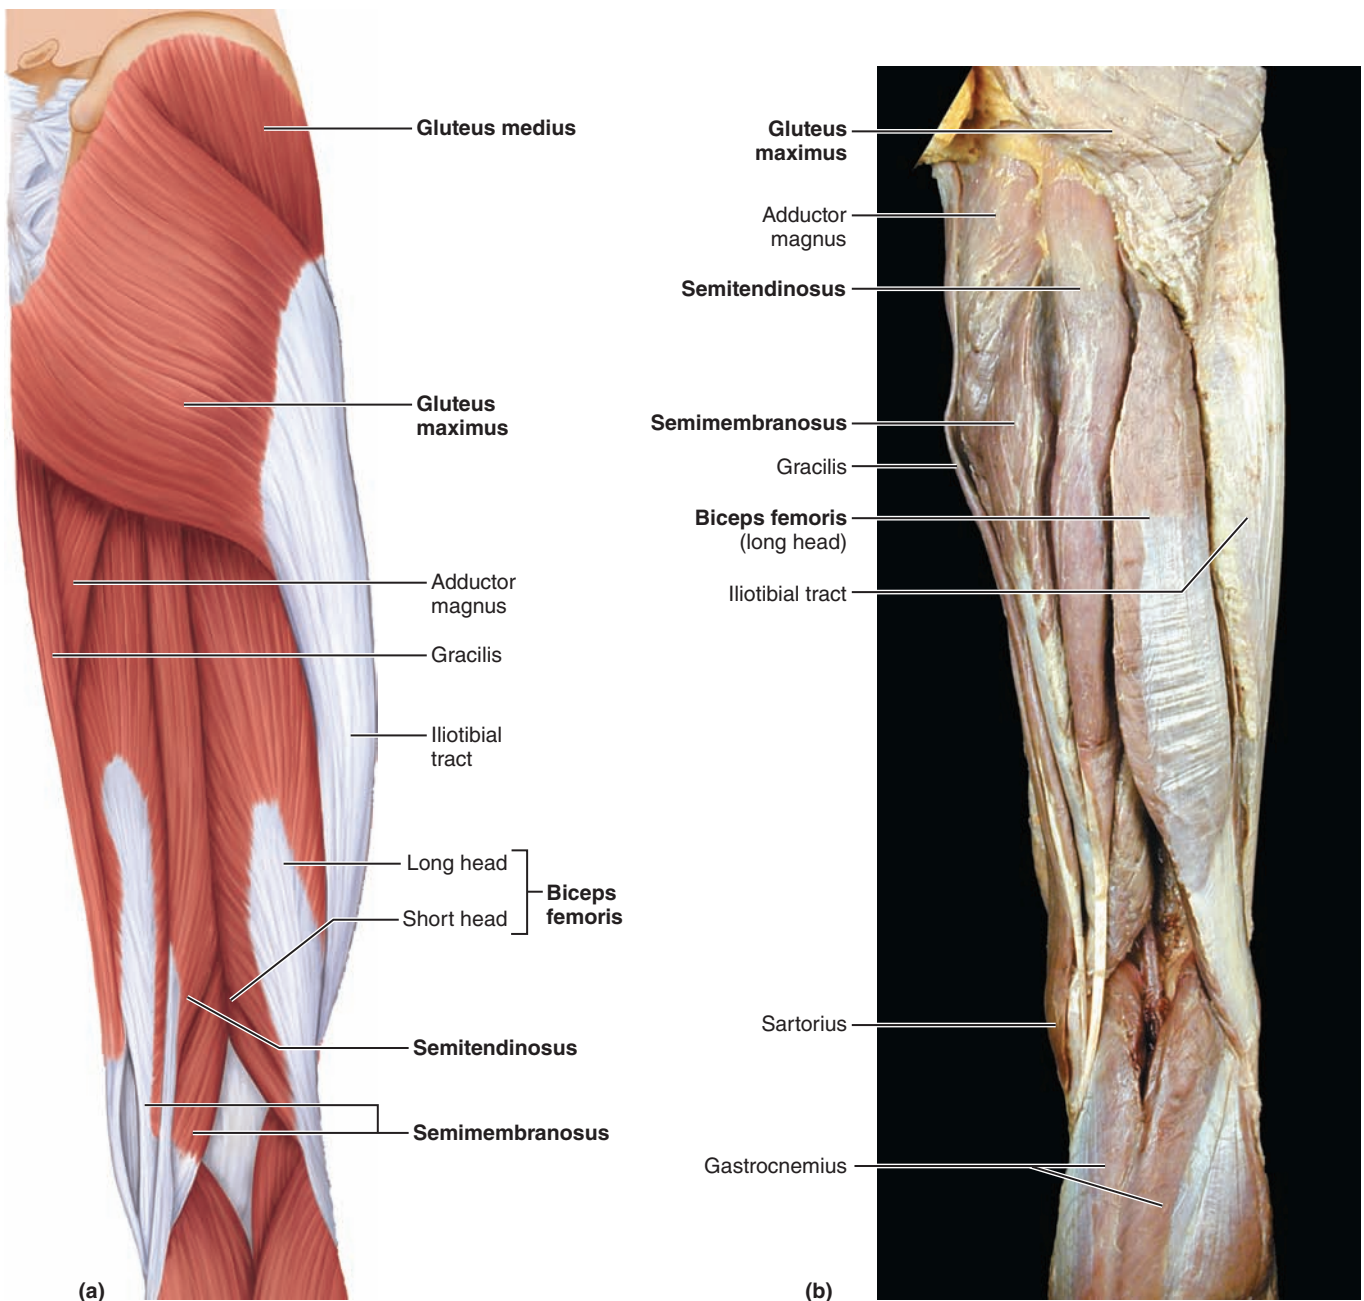 Gluteus medius
Gluteus
maximus
Adductor
magnus
Gracilis
Iliotibial
tract
Long head
Short head
Biceps
femoris
Semitendinosus
Semimembranosus
(a)
Gluteus
maximus
Adductor
magnus
Semitendinosus
Semimembranosus
Gracilis
Biceps femoris
(long head)
Iliotibial tract
Sartorius
Gastrocnemius
(b)